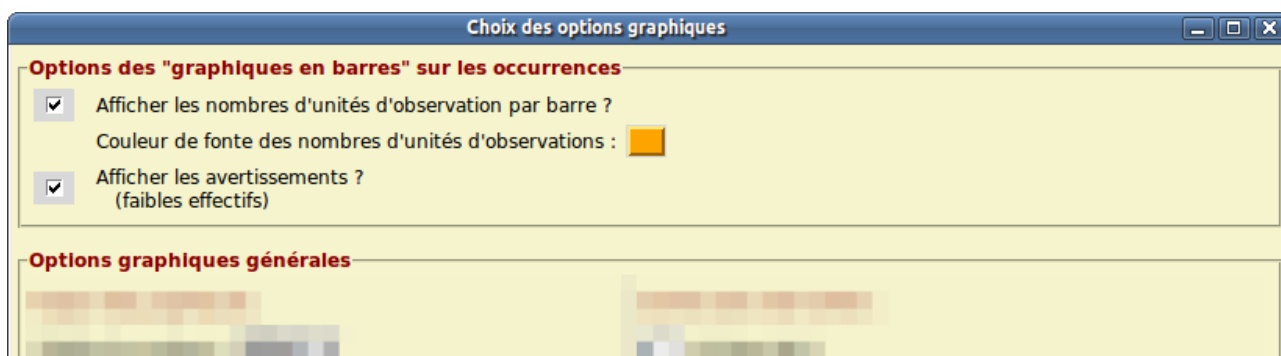 Choix des options graphiques
Options des "graphiques en barres" sur les occurrences
Afficher les nombres d'unités d'observation par barre ?
Couleur de fonte des nombres d'unités d'observations :
Afficher les avertissements ?
(faibles effectifs)
Options graphiques générales